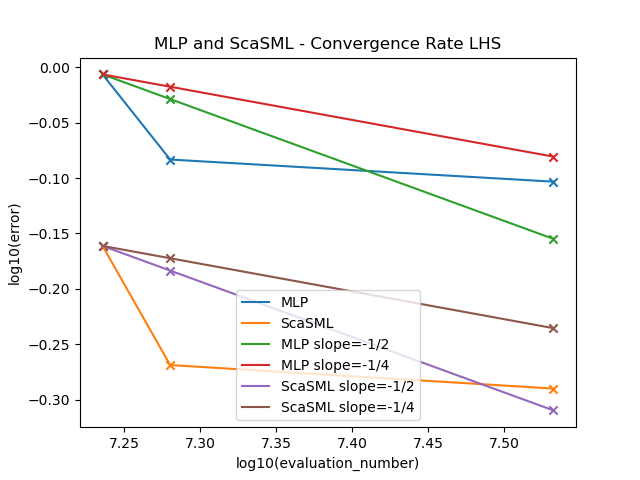 MLP and ScaSML - Convergence Rate LHS
0.00
−0.05
−0.10
−0.15
−0.20
−0.25
−0.30
log10(error)
MLP
ScaSML
MLP slope=-1/2
MLP slope=-1/4
ScaSML slope=-1/2
ScaSML slope=-1/4
7.25 7.30 7.35 7.40 7.45 7.50
log10(evaluation_number)